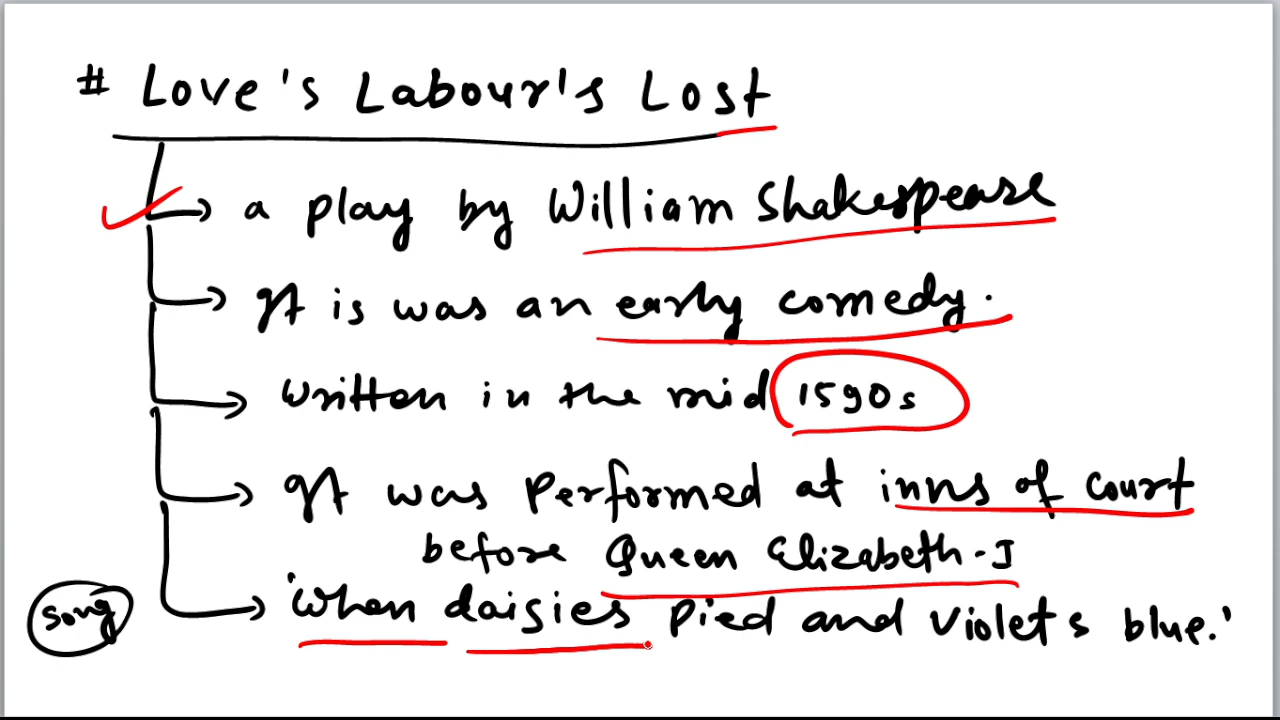 # Love's Labour's Lost
a play by William Shakespeare
It is was an early comedy.
written in the mid 1590s
It was performed at inns of court
before Queen Elizabeth-I
song 'when daisies pied and violets blue.'